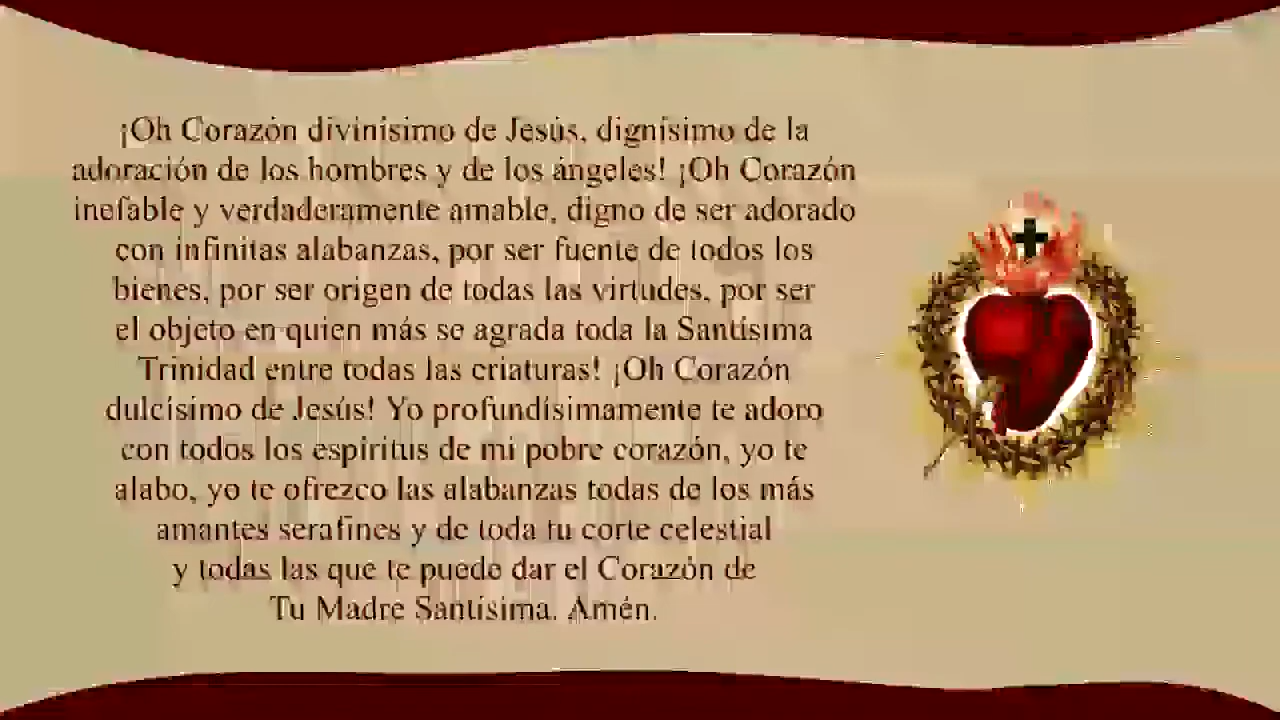 ¡Oh Corazón divinísimo de Jesús, dignísimo de la
adoración de los hombres y de los ángeles! ¡Oh Corazón
inefable y verdaderamente amable, digno de ser adorado
con infinitas alabanzas, por ser fuente de todos los
bienes, por ser origen de todas las virtudes, por ser
el objeto en quien más se agrada toda la Santísima
Trinidad entre todas las criaturas! ¡Oh Corazón
dulcísimo de Jesús! Yo profundísimamente te adoro
con todos los espíritus de mi pobre corazón, yo te
alabo, yo te ofrezco las alabanzas todas de los más
amantes serafines y de toda tu corte celestial
y todas las que te puede dar el Corazón de
Tu Madre Santísima. Amén.